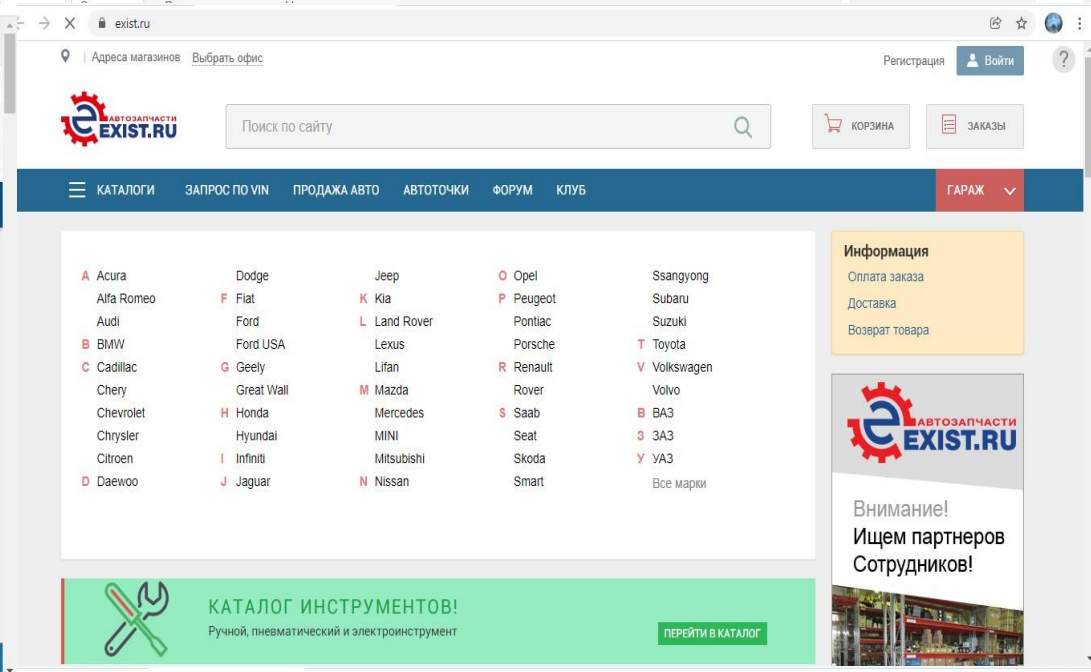 exist.ru
Адреса магазинов Выбрать офис
Регистрация Войти
?
АВТОЗАПЧАСТИ
EXIST.RU
Поиск по сайту
КОРЗИНА
ЗАКАЗЫ
КАТАЛОГИ ЗАПРОС ПО VIN ПРОДАЖА АВТО АВТОТОЧКИ ФОРУМ КЛУБ
ГАРАЖ
A Acura
Alfa Romeo
Audi
B BMW
C Cadillac
Chery
Chevrolet
Chrysler
Citroen
D Daewoo
Dodge
F Fiat
Ford
Ford USA
G Geely
Great Wall
H Honda
Hyundai
I Infiniti
J Jaguar
Jeep
K Kia
L Land Rover
Lexus
Lifan
M Mazda
Mercedes
MINI
Mitsubishi
N Nissan
O Opel
P Peugeot
Pontiac
Porsche
R Renault
Rover
S Saab
Seat
Skoda
Smart
Ssangyong
Subaru
Suzuki
T Toyota
V Volkswagen
Volvo
В ВАЗ
З ЗАЗ
У УАЗ
Все марки
Информация
Оплата заказа
Доставка
Возврат товара
АВТОЗАПЧАСТИ
EXIST.RU
Внимание!
Ищем партнеров
Сотрудников!
КАТАЛОГ ИНСТРУМЕНТОВ!
Ручной, пневматический и электроинструмент
ПЕРЕЙТИ В КАТАЛОГ